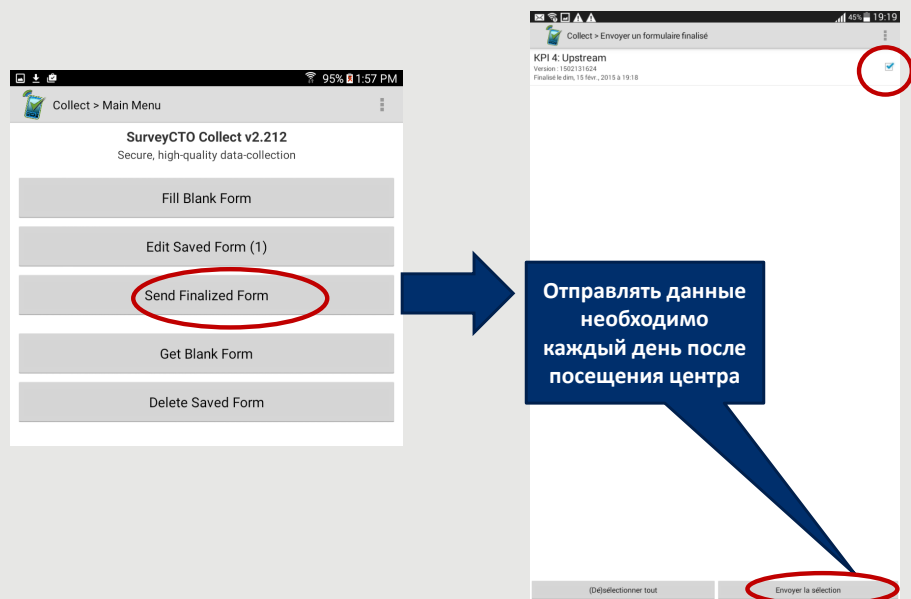 95% 1:57 PM
Collect > Main Menu
SurveyCTO Collect v2.212
Secure, high-quality data-collection
Fill Blank Form
Edit Saved Form (1)
Send Finalized Form
Get Blank Form
Delete Saved Form
45% 19:19
Collect > Envoyer un formulaire finalisé
KPI 4: Upstream
Version : 1502131624
Finalisé le dim, 15 févr., 2015 à 19:18
Отправлять данные
необходимо
каждый день после
посещения центра
(Dé)sélectionner tout
Envoyer la sélection